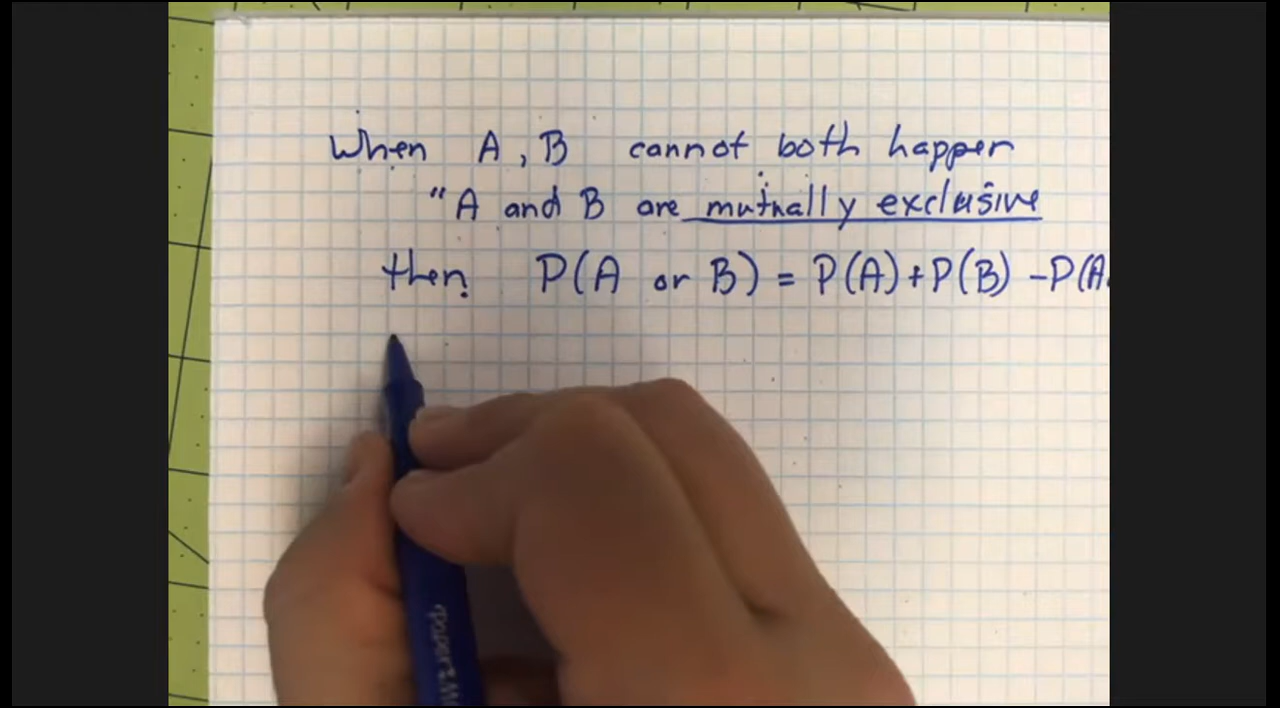 When A, B cannot both happen
"A and B are mutually exclusive
then P(A or B) = P(A) + P(B) - P(A